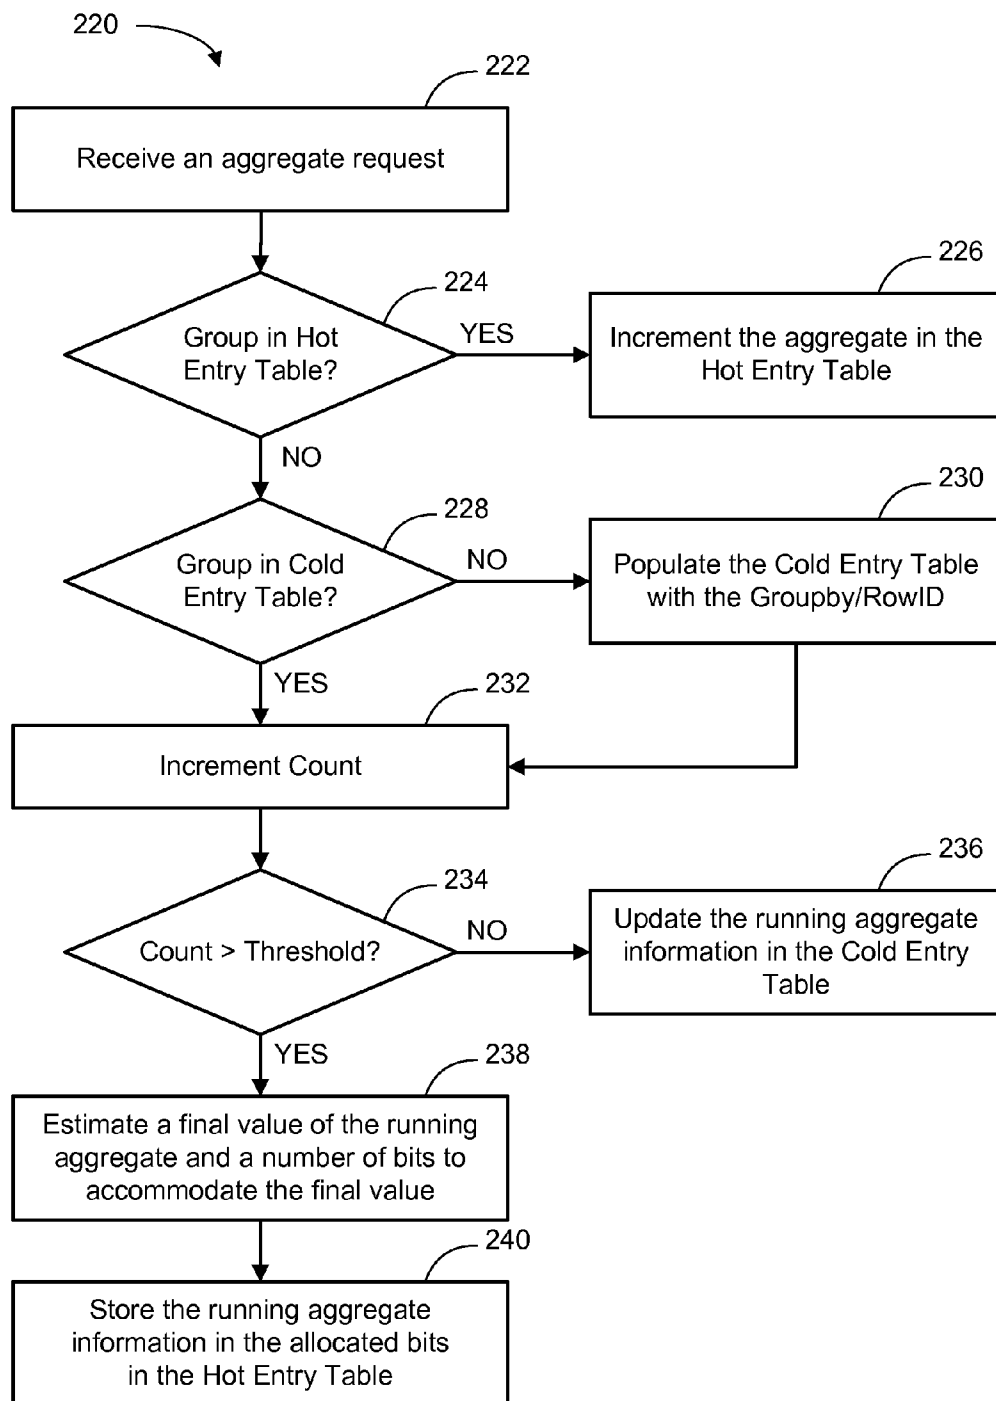 220
222
Receive an aggregate request
224
Group in Hot
Entry Table?
YES
226
Increment the aggregate in the
Hot Entry Table
NO
228
Group in Cold
Entry Table?
NO
230
Populate the Cold Entry Table
with the Groupby/RowID
YES
232
Increment Count
234
Count > Threshold?
NO
236
Update the running aggregate
information in the Cold Entry
Table
YES
238
Estimate a final value of the running
aggregate and a number of bits to
accommodate the final value
240
Store the running aggregate
information in the allocated bits
in the Hot Entry Table